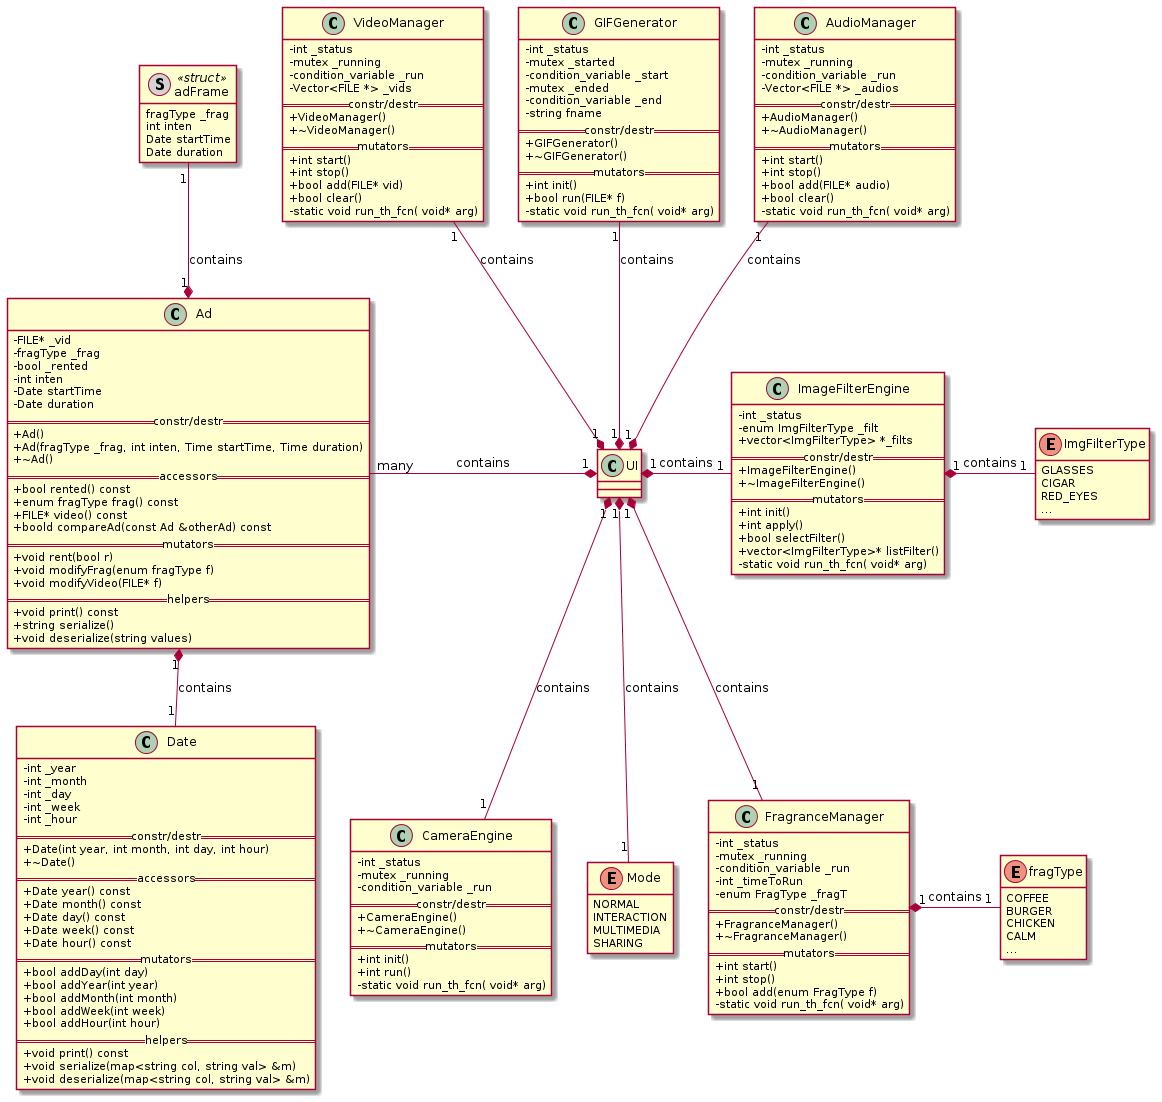 VideoManager
-int _status
-mutex _running
-condition_variable _run
-Vector<FILE *> _vids
constr/destr
+VideoManager()
+~VideoManager()
mutators
+int start()
+int stop()
+bool add(FILE* vid)
+bool clear()
-static void run_th_fcn( void* arg)
GIFGenerator
-int _status
-mutex _started
-condition_variable _start
-mutex _ended
-condition_variable _end
-string fname
constr/destr
+GIFGenerator()
+~GIFGenerator()
mutators
+int init()
+bool run(FILE* f)
-static void run_th_fcn( void* arg)
AudioManager
-int _status
-mutex _running
-condition_variable _run
-Vector<FILE *> _audios
constr/destr
+AudioManager()
+~AudioManager()
mutators
+int start()
+int stop()
+bool add(FILE* audio)
+bool clear()
-static void run_th_fcn( void* arg)
«struct»
adFrame
fragType _frag
int inten
Date startTime
Date duration
1
contains
1
1
contains
1
1
contains
1
1
contains
1
Ad
-FILE* _vid
-fragType _frag
-bool _rented
-int inten
-Date startTime
-Date duration
constr/destr
+Ad()
+Ad(fragType _frag, int inten, Time startTime, Time duration)
+~Ad()
accessors
+bool rented() const
+enum fragType frag() const
+FILE* video() const
+boold compareAd(const Ad &otherAd) const
mutators
+void rent(bool r)
+void modifyFrag(enum fragType f)
+void modifyVideo(FILE* f)
helpers
+void print() const
+string serialize()
+void deserialize(string values)
many
contains
1
UI
1
contains
1
ImageFilterEngine
-int _status
-enum ImgFilterType _filt
+vector<ImgFilterType> *_filts
constr/destr
+ImageFilterEngine()
+~ImageFilterEngine()
mutators
+int init()
+int apply()
+bool selectFilter()
+vector<ImgFilterType>* listFilter()
-static void run_th_fcn( void* arg)
1
contains
1
ImgFilterType
GLASSES
CIGAR
RED_EYES
...
1
contains
1
1
contains
1
1
contains
1
1
contains
1
Date
-int _year
-int _month
-int _day
-int _week
-int _hour
constr/destr
+Date(int year, int month, int day, int hour)
+~Date()
accessors
+Date year() const
+Date month() const
+Date day() const
+Date week() const
+Date hour() const
mutators
+bool addDay(int day)
+bool addYear(int year)
+bool addMonth(int month)
+bool addWeek(int week)
+bool addHour(int hour)
helpers
+void print() const
+void serialize(map<string col, string val> &m)
+void deserialize(map<string col, string val> &m)
CameraEngine
-int _status
-mutex _running
-condition_variable _run
constr/destr
+CameraEngine()
+~CameraEngine()
mutators
+int init()
+int run()
-static void run_th_fcn( void* arg)
Mode
NORMAL
INTERACTION
MULTIMEDIA
SHARING
FragranceManager
-int _status
-mutex _running
-condition_variable _run
-int _timeToRun
-enum FragType _fragT
constr/destr
+FragranceManager()
+~FragranceManager()
mutators
+int start()
+int stop()
+bool add(enum FragType f)
-static void run_th_fcn( void* arg)
1
contains
1
fragType
COFFEE
BURGER
CHICKEN
CALM
...